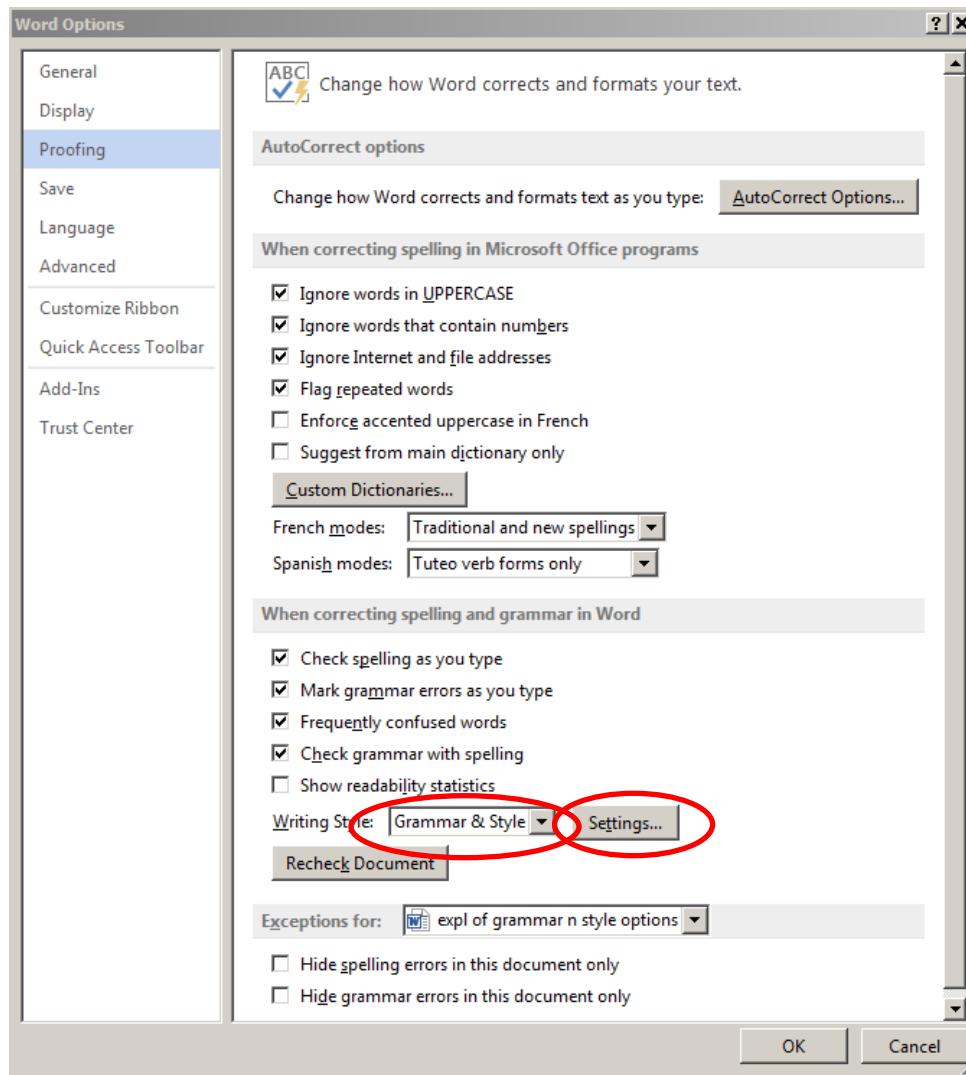 Word Options
General
Display
Proofing
Save
Language
Advanced
Customize Ribbon
Quick Access Toolbar
Add-Ins
Trust Center
ABC
Change how Word corrects and formats your text.
AutoCorrect options
Change how Word corrects and formats text as you type: AutoCorrect Options...
When correcting spelling in Microsoft Office programs
Ignore words in UPPERCASE
Ignore words that contain numbers
Ignore Internet and file addresses
Flag repeated words
Enforce accented uppercase in French
Suggest from main dictionary only
Custom Dictionaries...
French modes: Traditional and new spellings
Spanish modes: Tuteo verb forms only
When correcting spelling and grammar in Word
Check spelling as you type
Mark grammar errors as you type
Frequently confused words
Check grammar with spelling
Show readability statistics
Writing Style: Grammar & Style Settings...
Recheck Document
Exceptions for: expl of grammar n style options
Hide spelling errors in this document only
Hide grammar errors in this document only
OK Cancel